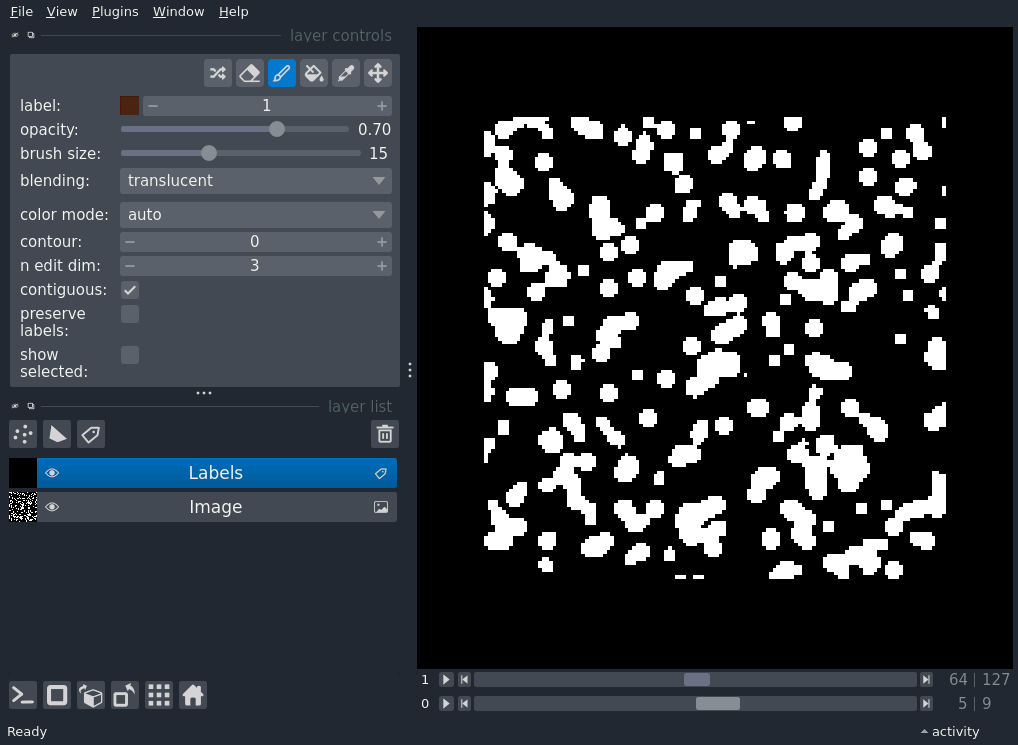 File View Plugins Window Help
layer controls
label: 1
opacity: 0.70
brush size: 15
blending: translucent
color mode: auto
contour: 0
n edit dim: 3
contiguous:
preserve
labels:
show
selected:
layer list
Labels
Image
1 64 | 127
0 5 | 9
Ready activity